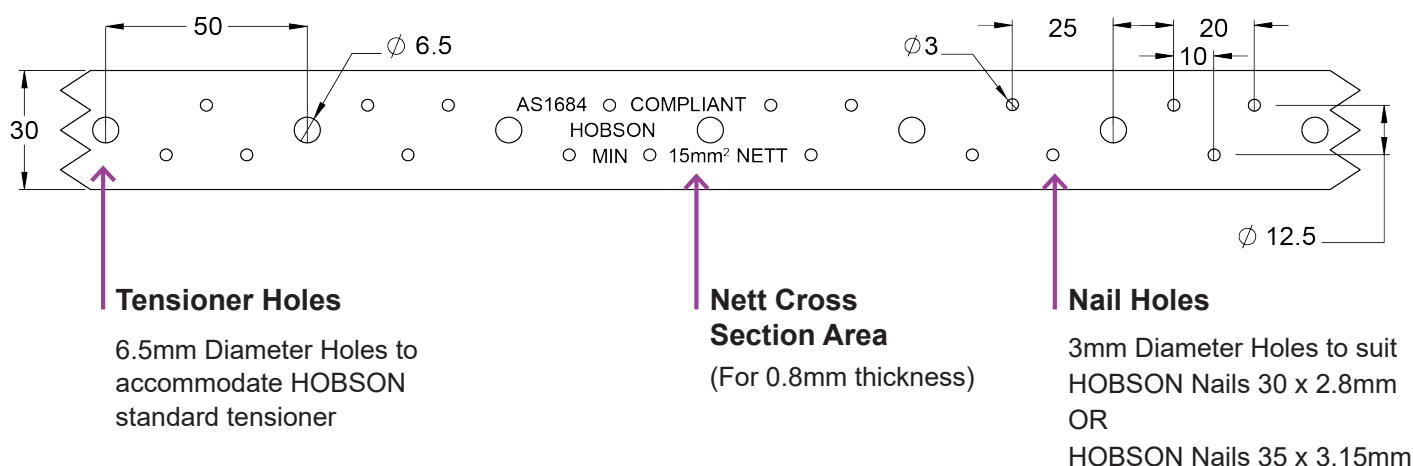 50
⌀ 6.5
⌀3
25
20
10
30
AS1684 COMPLIANT
HOBSON
MIN 15mm² NETT
⌀ 12.5
Tensioner Holes
6.5mm Diameter Holes to
accommodate HOBSON
standard tensioner
Nett Cross
Section Area
(For 0.8mm thickness)
Nail Holes
3mm Diameter Holes to suit
HOBSON Nails 30 x 2.8mm
OR
HOBSON Nails 35 x 3.15mm